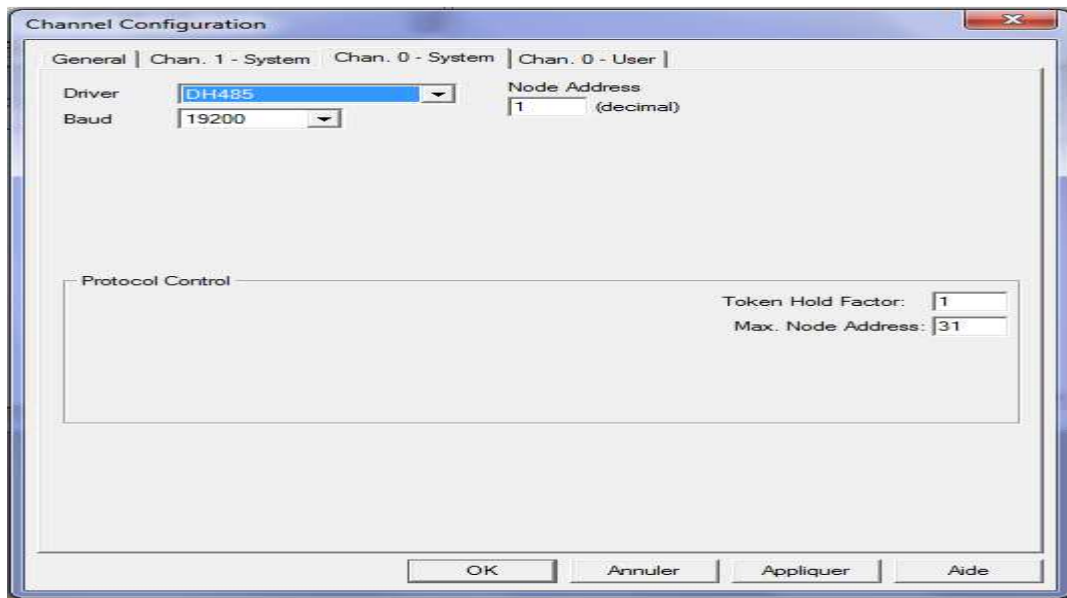 Channel Configuration
General | Chan. 1 - System | Chan. 0 - System | Chan. 0 - User
Driver DH485 Node Address
Baud 19200 1 (decimal)
Protocol Control
Token Hold Factor: 1
Max. Node Address: 31
OK Annuler Appliquer Aide